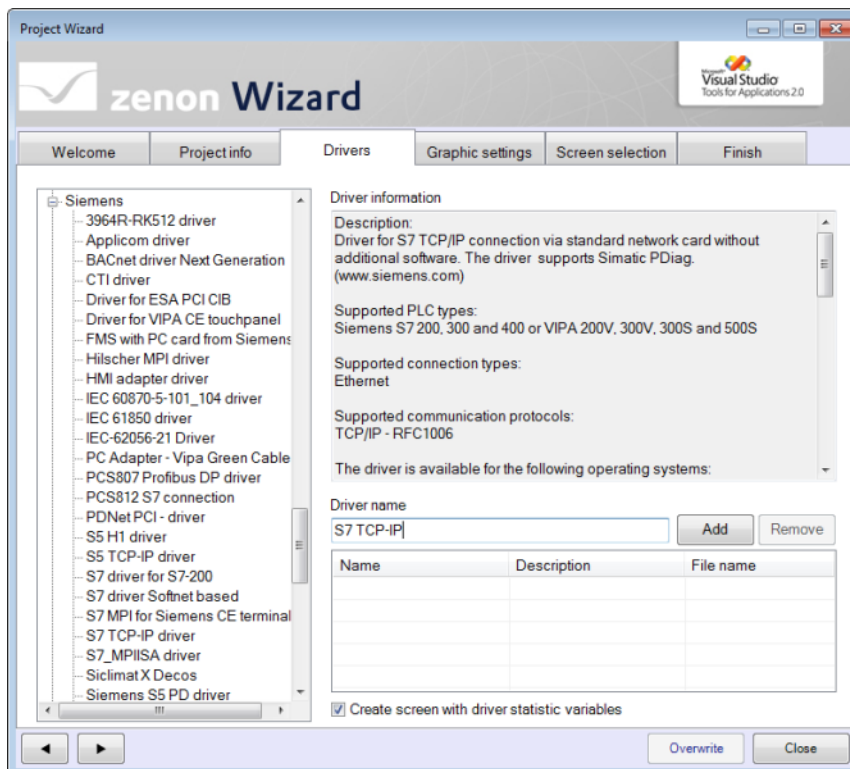 Project Wizard
zenon Wizard
Microsoft
Visual Studio
Tools for Applications 2.0
Welcome
Project info
Drivers
Graphic settings
Screen selection
Finish
Siemens
3964R-RK512 driver
Applicom driver
BACnet driver Next Generation
CTI driver
Driver for ESA PCI CIB
Driver for VIPA CE touchpanel
FMS with PC card from Siemens
Hilscher MPI driver
HMI adapter driver
IEC 60870-5-101_104 driver
IEC 61850 driver
IEC-62056-21 Driver
PC Adapter - Vipa Green Cable
PCS807 Profibus DP driver
PCS812 S7 connection
PDNet PCI - driver
S5 H1 driver
S5 TCP-IP driver
S7 driver for S7-200
S7 driver Softnet based
S7 MPI for Siemens CE terminal
S7 TCP-IP driver
S7_MPIISA driver
Siclimat X Decos
Siemens S5 PD driver
Driver information
Description:
Driver for S7 TCP/IP connection via standard network card without
additional software. The driver supports Simatic PDiag.
(www.siemens.com)
Supported PLC types:
Siemens S7 200, 300 and 400 or VIPA 200V, 300V, 300S and 500S
Supported connection types:
Ethernet
Supported communication protocols:
TCP/IP - RFC1006
The driver is available for the following operating systems:
Driver name
S7 TCP-IP
Add
Remove
Name
Description
File name
Create screen with driver statistic variables
Overwrite
Close